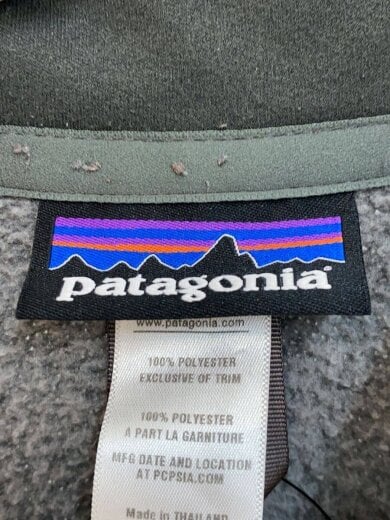 patagonia®
www.patagonia.com
100% POLYESTER
EXCLUSIVE OF TRIM
100% POLYESTER
A PART LA GARNITURE
MFG DATE AND LOCATION
AT PCPSIA.COM
Made in THAILAND